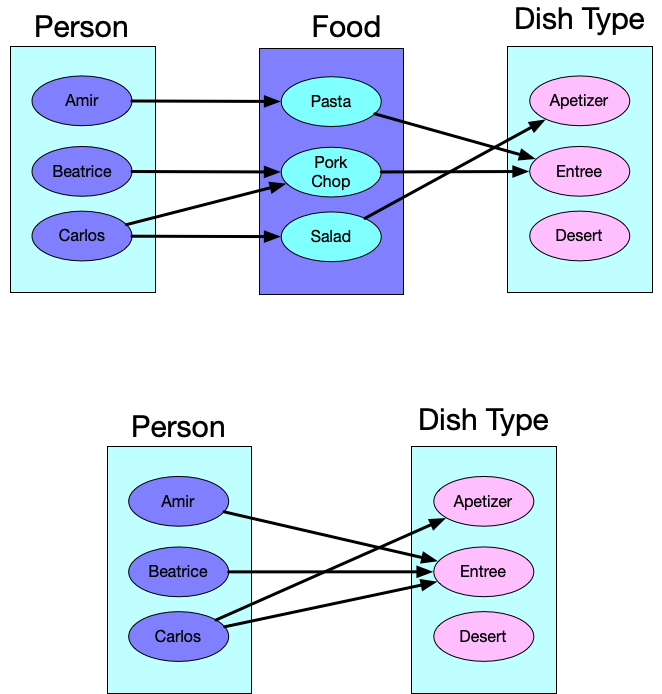 Person Food Dish Type
Amir Pasta Apetizer
Beatrice Pork
Chop Entree
Carlos Salad Desert
Person Dish Type
Amir Apetizer
Beatrice Entree
Carlos Desert